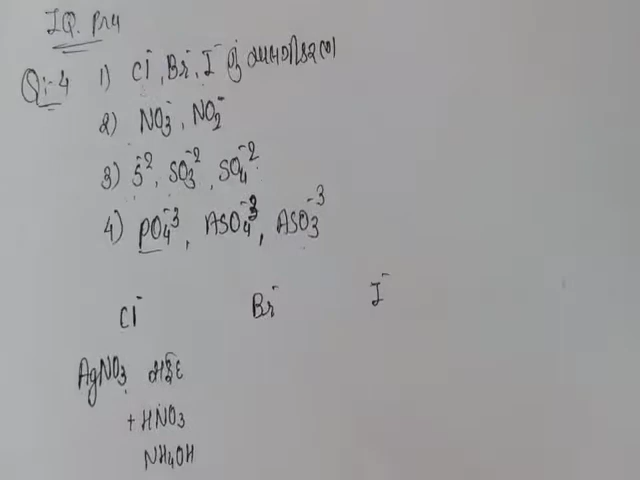 IQ. Pr4
Q:-4 1) Cl⁻, Br⁻, I⁻ નું
2) NO3⁻, NO2⁻
3) S⁻², SO3⁻², SO4⁻²
4) PO4⁻³, ASO4⁻³, ASO3⁻³
Cl⁻ Br⁻ I⁻
AgNO3 સફેદ
+ HNO3
NH4OH